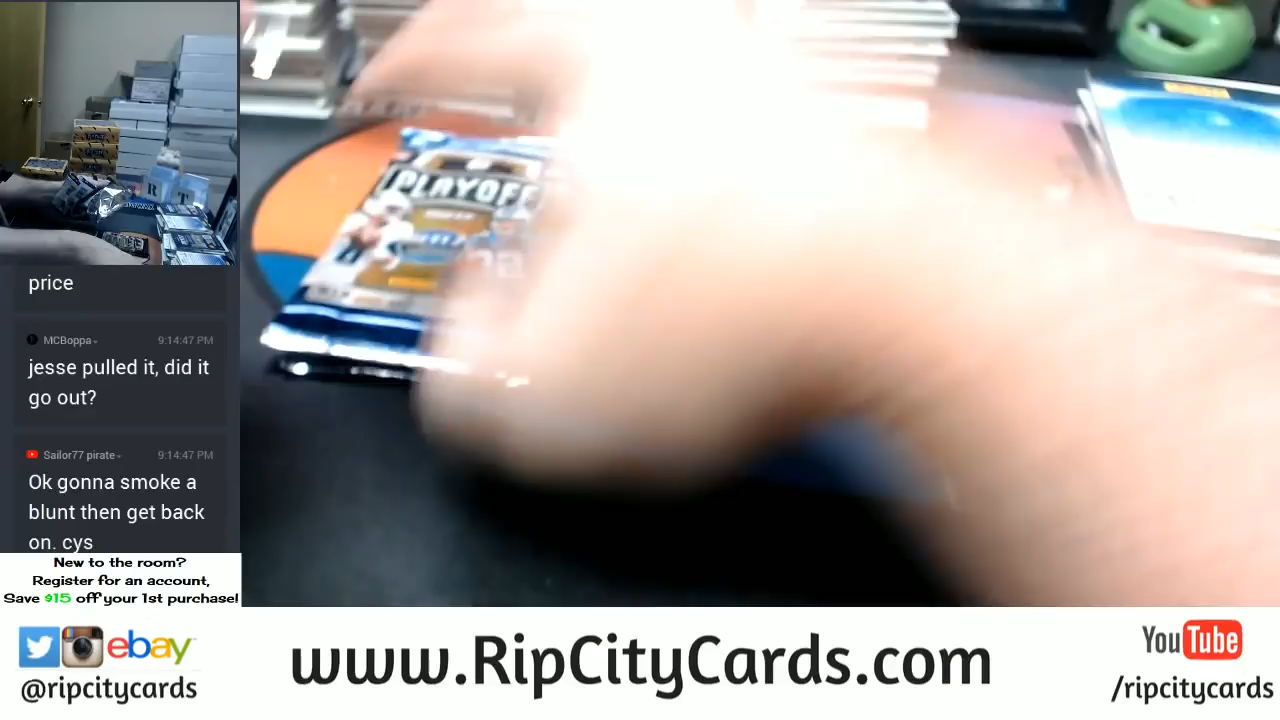 PLAYOFF
price
MCBoppa
9:14:47 PM
jesse pulled it, did it
go out?
Sailor77 pirate
9:14:47 PM
Ok gonna smoke a
blunt then get back
on. cys
New to the room?
Register for an account,
Save $15 off your 1st purchase!
ebay
@ripcitycards
www.RipCityCards.com
YouTube
/ripcitycards